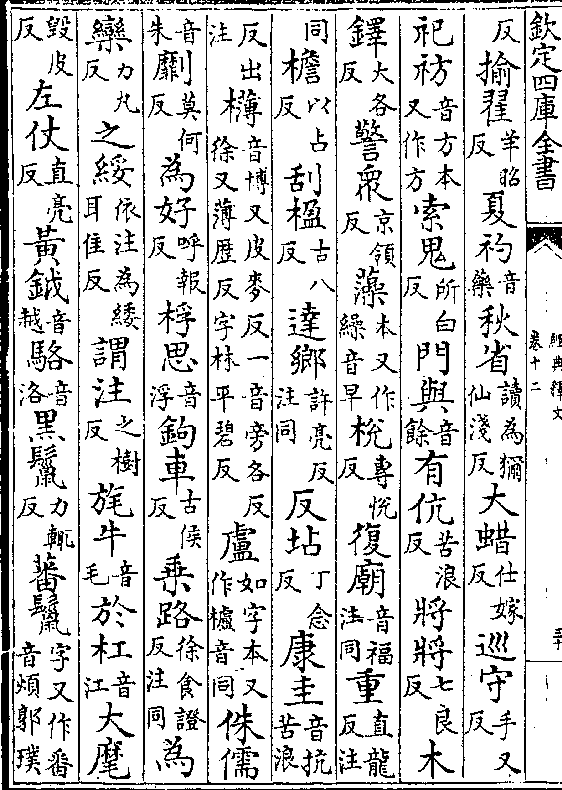 欽定四庫全書
經典釋文
卷十二
反揄翟羊昭反夏礿音藥秋省讀為獮仙淺反大蜡仕嫁反巡守手又反
祀祊音方本又作方索鬼所白反門與音餘有伉苦浪反將將七良反木
鐸大各反警衆京領反藻本又作繰音早梲專悅反復廟音福注同重直龍反注
同檐以占反刮楹古八反達鄉許亮反注同反坫丁念反康圭音抗苦浪
反出注欂音博又皮麥反一音旁各反徐又薄歴反字林平碧反盧如字本又作櫨音同侏儒
音朱劘莫何反為好呼報反桴思音浮鉤車古侯反乗路徐食證反注同為
欒力丸反之綏依注為緌耳隹反謂注之樹反旄牛音毛於杠音江大麾
毀皮反左仗直亮反黃鉞音越駱音洛黑鬛力輒反蕃鬛字又作番音煩郭璞